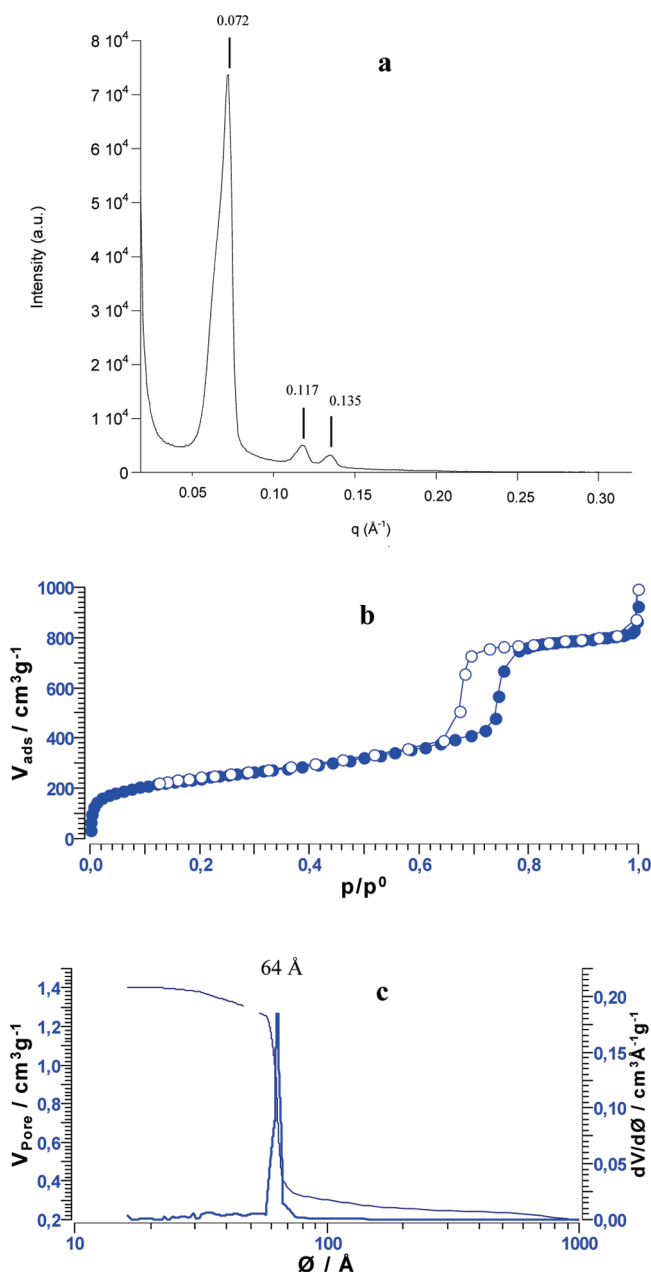 0.072
a
8 10⁴
7 10⁴
6 10⁴
5 10⁴
4 10⁴
3 10⁴
2 10⁴
1 10⁴
0
Intensity (a.u.)
0.117
0.135
0.05 0.10 0.15 0.20 0.25 0.30
q (Å⁻¹)
b
1000
800
600
400
200
0
V_ads / cm³g⁻¹
0,0 0,2 0,4 0,6 0,8 1,0
p/p⁰
64 Å
c
1,4
1,2
1,0
0,8
0,6
0,4
0,2
V_Pore / cm³g⁻¹
0,20
0,15
0,10
0,05
0,00
dV/dØ / cm³Å⁻¹g⁻¹
10 100 1000
Ø / Å